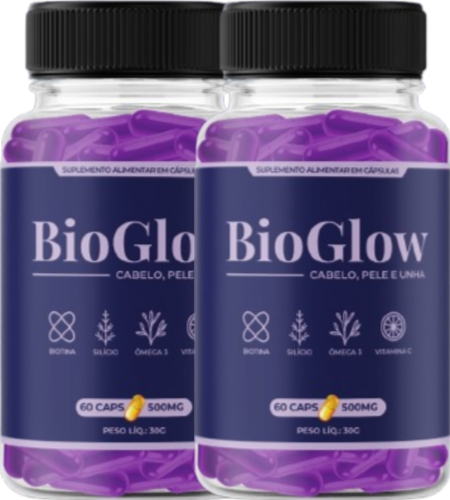 SUPLEMENTO ALIMENTAR EM CÁPSULAS
BioGlo
CABELO, PELE
BIOTINA SILÍCIO ÔMEGA 3
60 CAPS 500MG
PESO LÍQ.: 30G
SUPLEMENTO ALIMENTAR EM CÁPSULAS
BioGlow
CABELO, PELE E UNHA
BIOTINA SILÍCIO ÔMEGA 3 VITAMINA C
60 CAPS 500MG
PESO LÍQ.: 30G